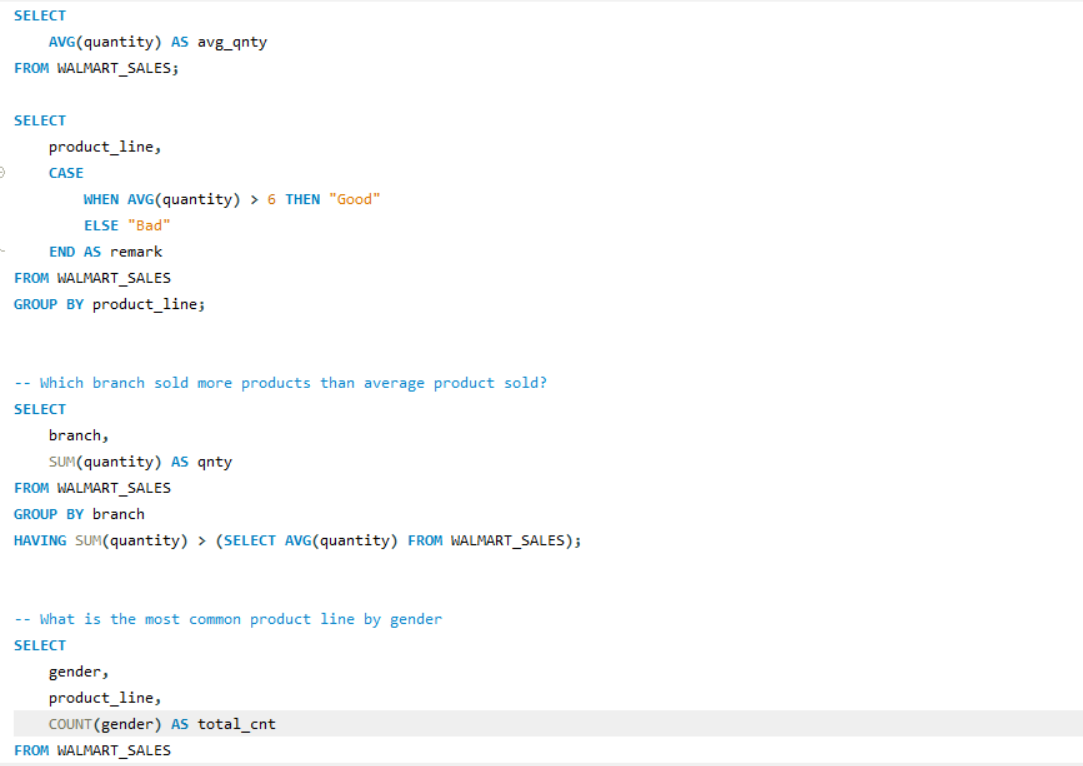 SELECT
    AVG(quantity) AS avg_qnty
FROM WALMART_SALES;

SELECT
    product_line,
    CASE
        WHEN AVG(quantity) > 6 THEN "Good"
        ELSE "Bad"
    END AS remark
FROM WALMART_SALES
GROUP BY product_line;


-- Which branch sold more products than average product sold?
SELECT
    branch,
    SUM(quantity) AS qnty
FROM WALMART_SALES
GROUP BY branch
HAVING SUM(quantity) > (SELECT AVG(quantity) FROM WALMART_SALES);


-- What is the most common product line by gender
SELECT
    gender,
    product_line,
    COUNT(gender) AS total_cnt
FROM WALMART_SALES